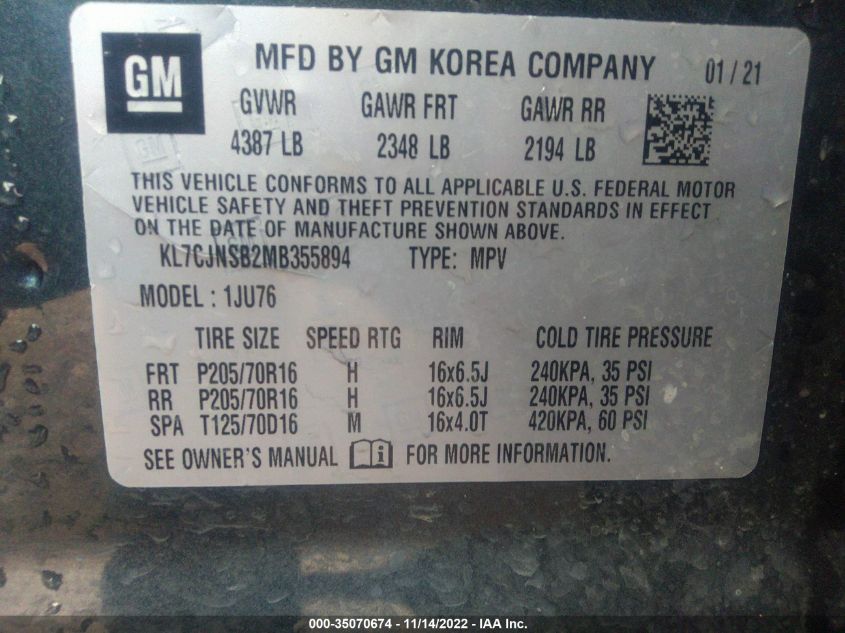 GM
MFD BY GM KOREA COMPANY 01 / 21
GVWR GAWR FRT GAWR RR
4387 LB 2348 LB 2194 LB
THIS VEHICLE CONFORMS TO ALL APPLICABLE U.S. FEDERAL MOTOR
VEHICLE SAFETY AND THEFT PREVENTION STANDARDS IN EFFECT
ON THE DATE OF MANUFACTURE SHOWN ABOVE.
KL7CJNSB2MB355894 TYPE: MPV
MODEL : 1JU76
TIRE SIZE SPEED RTG RIM COLD TIRE PRESSURE
FRT P205/70R16 H 16x6.5J 240KPA, 35 PSI
RR P205/70R16 H 16x6.5J 240KPA, 35 PSI
SPA T125/70D16 M 16x4.0T 420KPA, 60 PSI
SEE OWNER'S MANUAL i FOR MORE INFORMATION.
000-35070674 - 11/14/2022 - IAA Inc.